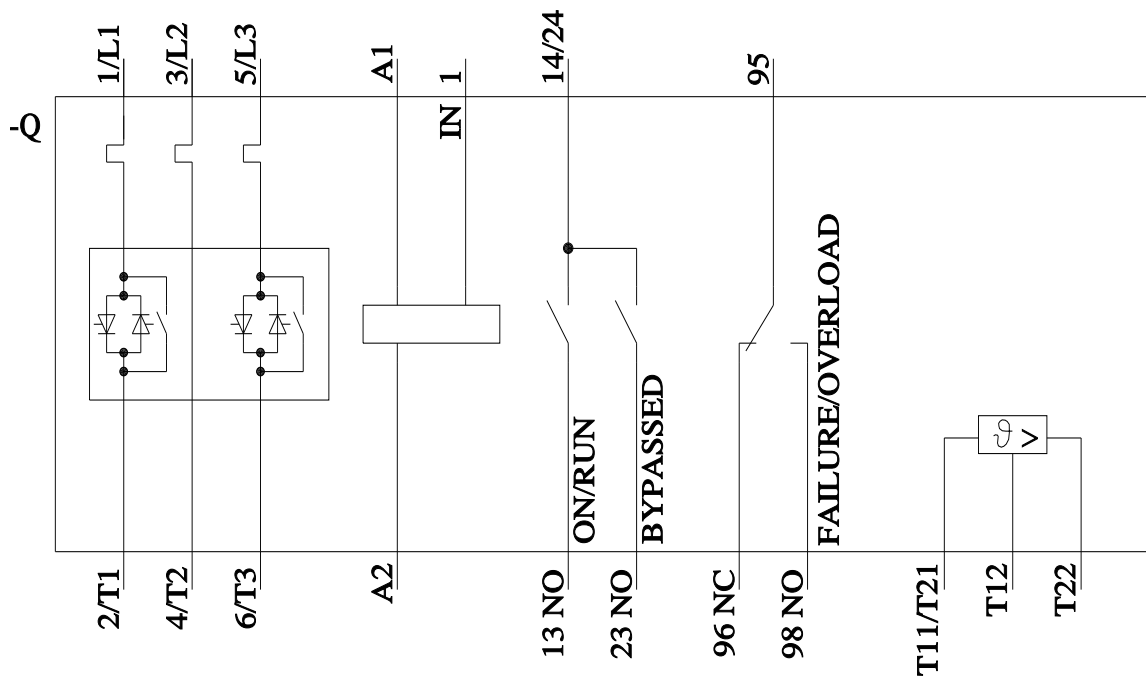 1/L1
3/L2
5/L3
A1
IN 1
14/24
95
-Q
ON/RUN
BYPASSED
FAILURE/OVERLOAD
ϑ >
2/T1
4/T2
6/T3
A2
13 NO
23 NO
96 NC
98 NO
T11/T21
T12
T22